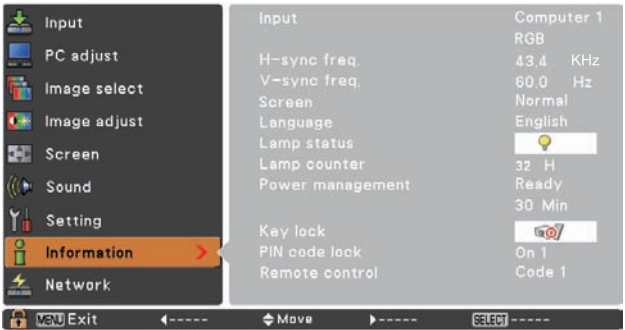 Input
PC adjust
Image select
Image adjust
Screen
Sound
Setting
Information
Network
Input Computer 1
RGB
H-sync freq. 43.4 KHz
V-sync freq. 60.0 Hz
Screen Normal
Language English
Lamp status
Lamp counter 32 H
Power management Ready
30 Min
Key lock
PIN code lock On 1
Remote control Code 1
MENU Exit ◀----- Move ▶----- SELECT -----